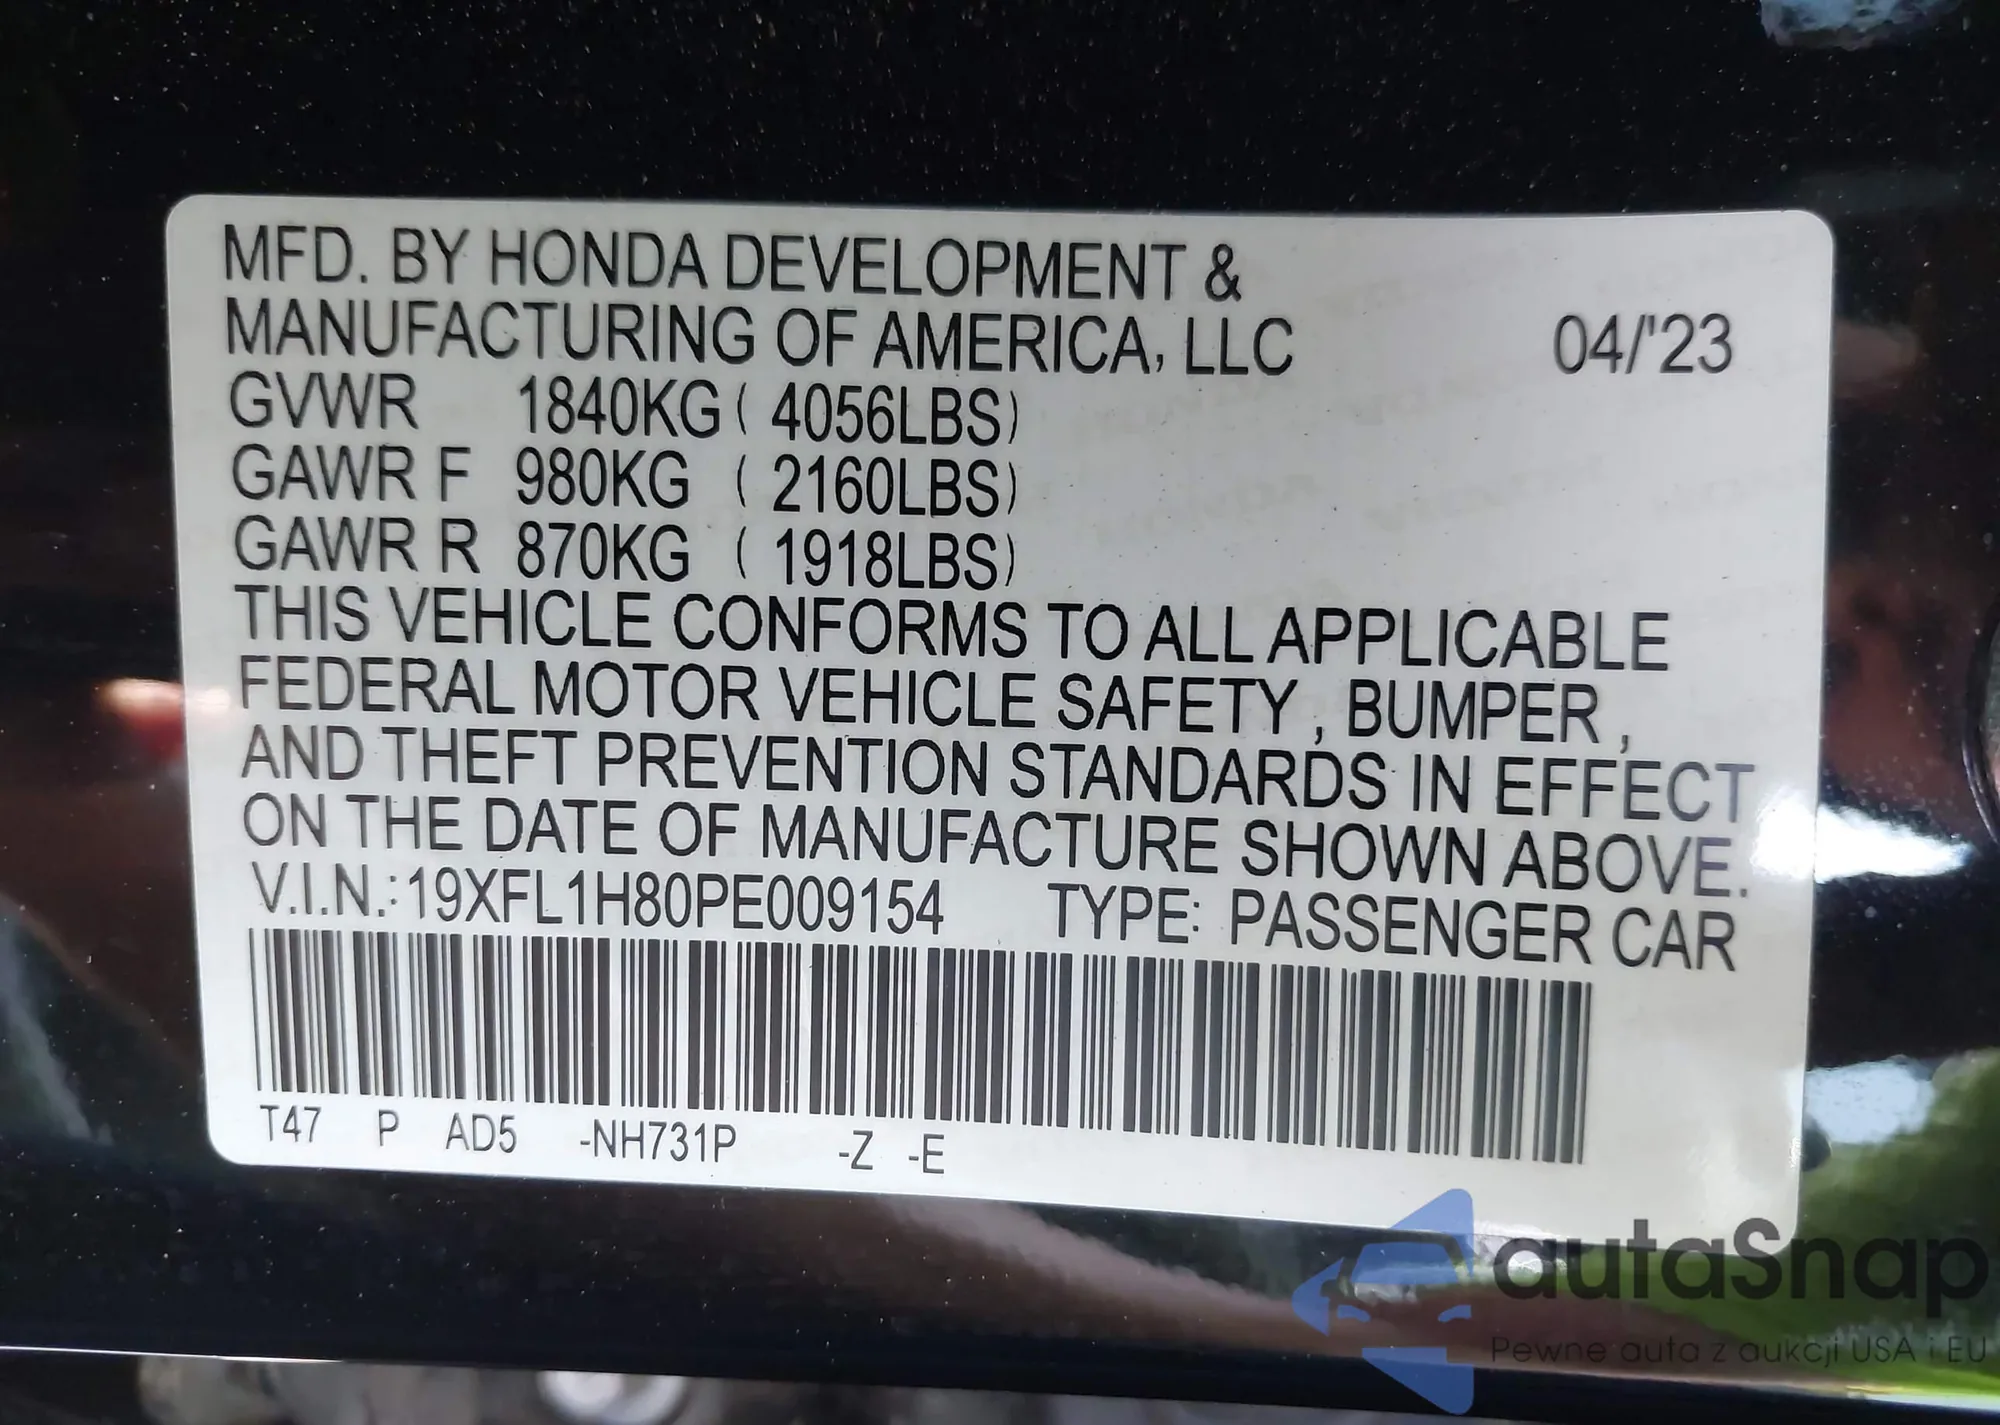 MFD. BY HONDA DEVELOPMENT &
MANUFACTURING OF AMERICA, LLC 04/'23
GVWR 1840KG ( 4056LBS)
GAWR F 980KG ( 2160LBS)
GAWR R 870KG ( 1918LBS)
THIS VEHICLE CONFORMS TO ALL APPLICABLE
FEDERAL MOTOR VEHICLE SAFETY , BUMPER ,
AND THEFT PREVENTION STANDARDS IN EFFECT
ON THE DATE OF MANUFACTURE SHOWN ABOVE.
V.I.N.: 19XFL1H80PE009154 TYPE: PASSENGER CAR
T47 P AD5 -NH731P -Z -E
autaSnap
Pewne auta z aukcji USA i EU